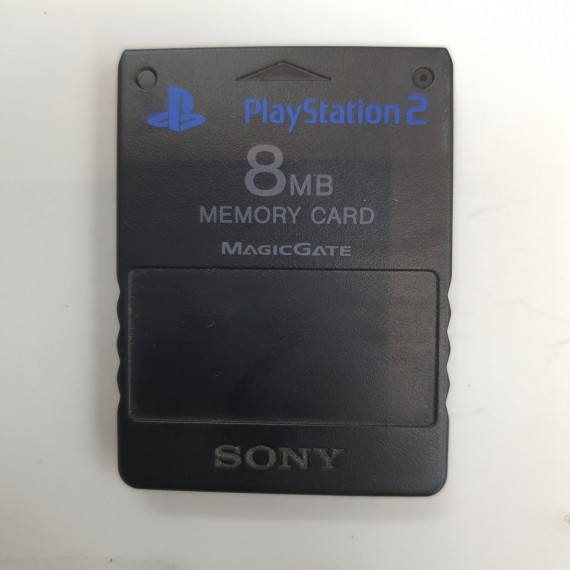 PlayStation 2
8MB
MEMORY CARD
MAGICGATE
SONY